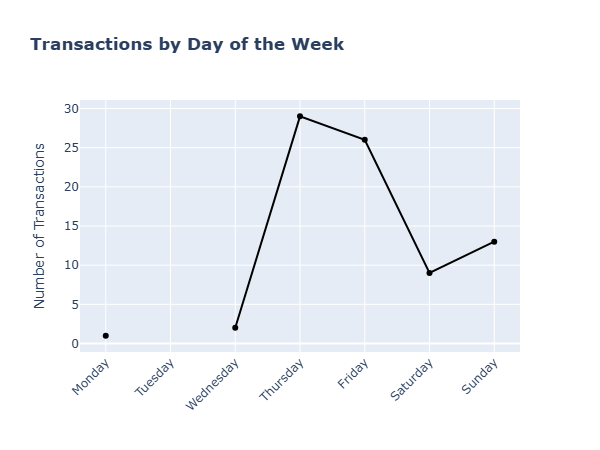 Transactions by Day of the Week
Number of Transactions
30
25
20
15
10
5
0
Monday
Tuesday
Wednesday
Thursday
Friday
Saturday
Sunday